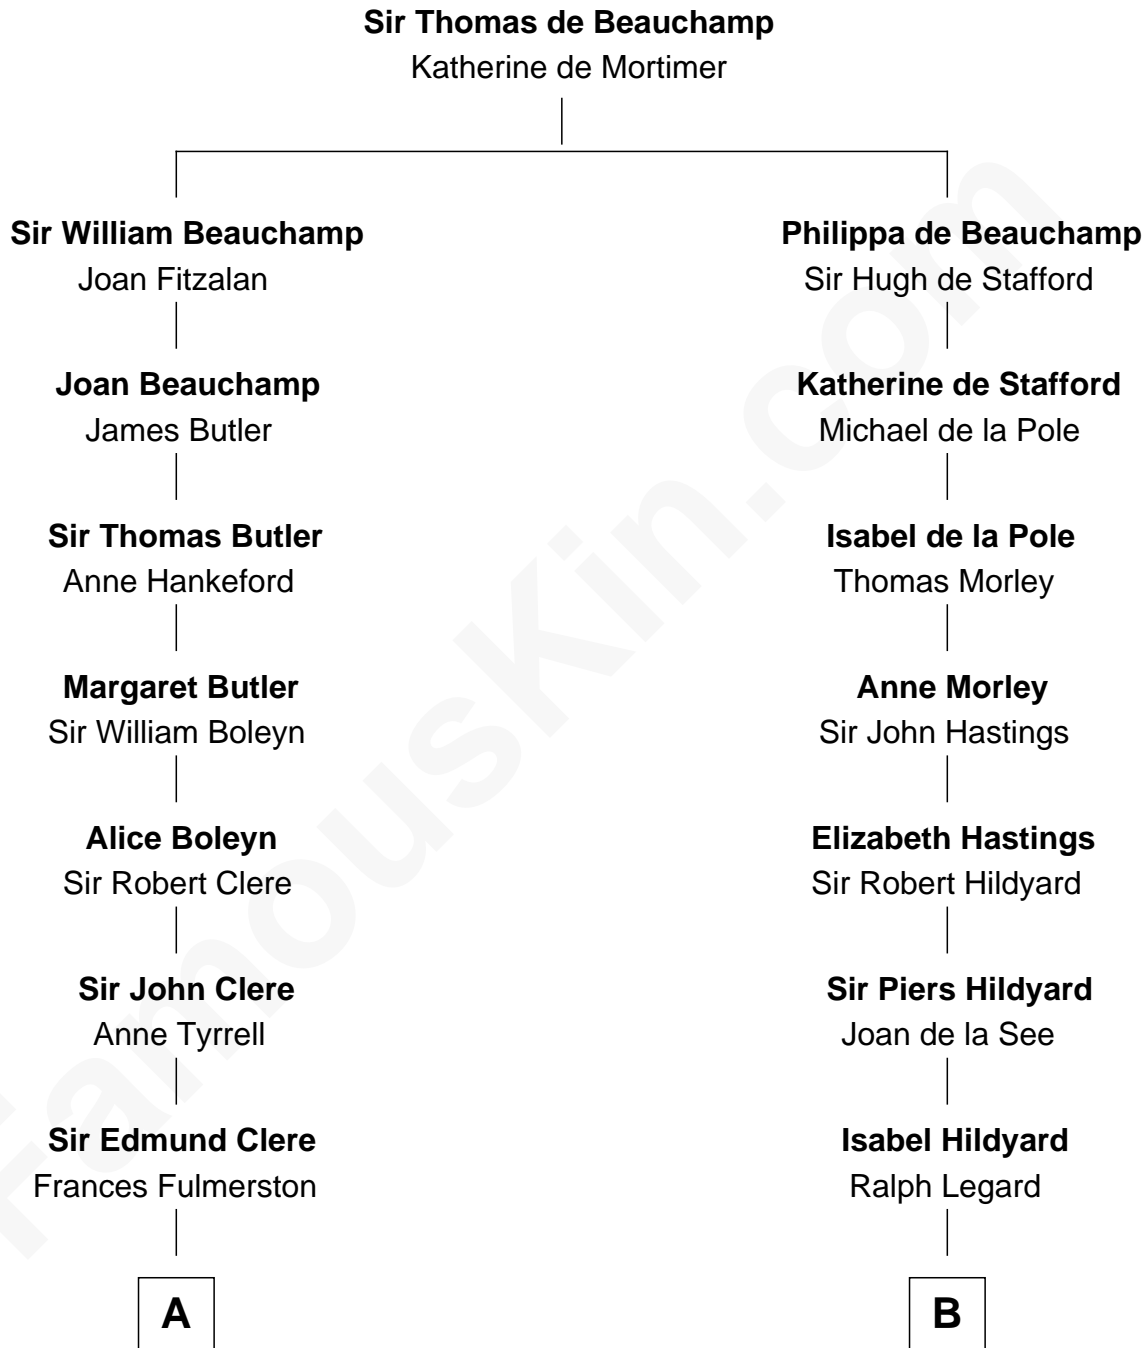 Sir Thomas de Beauchamp
Katherine de Mortimer
Sir William Beauchamp
Joan Fitzalan
Philippa de Beauchamp
Sir Hugh de Stafford
Joan Beauchamp
James Butler
Katherine de Stafford
Michael de la Pole
Sir Thomas Butler
Anne Hankeford
Isabel de la Pole
Thomas Morley
Margaret Butler
Sir William Boleyn
Anne Morley
Sir John Hastings
Alice Boleyn
Sir Robert Clere
Elizabeth Hastings
Sir Robert Hildyard
Sir John Clere
Anne Tyrrell
Sir Piers Hildyard
Joan de la See
Sir Edmund Clere
Frances Fulmerston
Isabel Hildyard
Ralph Legard
A
B
FamousKin.com